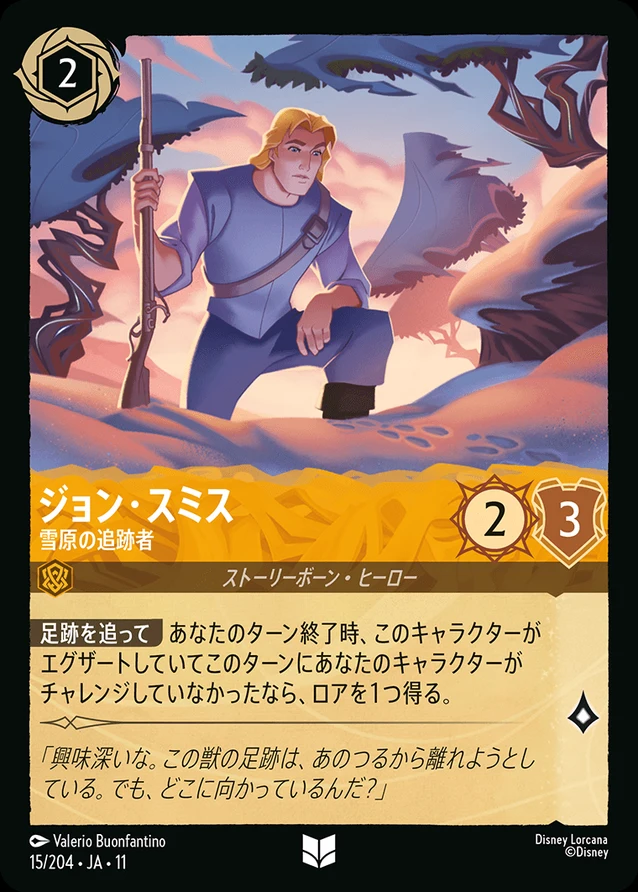 2
ジョン・スミス
雪原の追跡者
2
3
ストーリーボーン・ヒーロー
足跡を追って あなたのターン終了時、このキャラクターが
エグザートしていてこのターンにあなたのキャラクターが
チャレンジしていなかったなら、ロアを1つ得る。
「興味深いな。この獣の足跡は、あのつるから離れようとし
ている。でも、どこに向かっているんだ?」
Valerio Buonfantino
15/204 • JA • 11
Disney Lorcana
©Disney